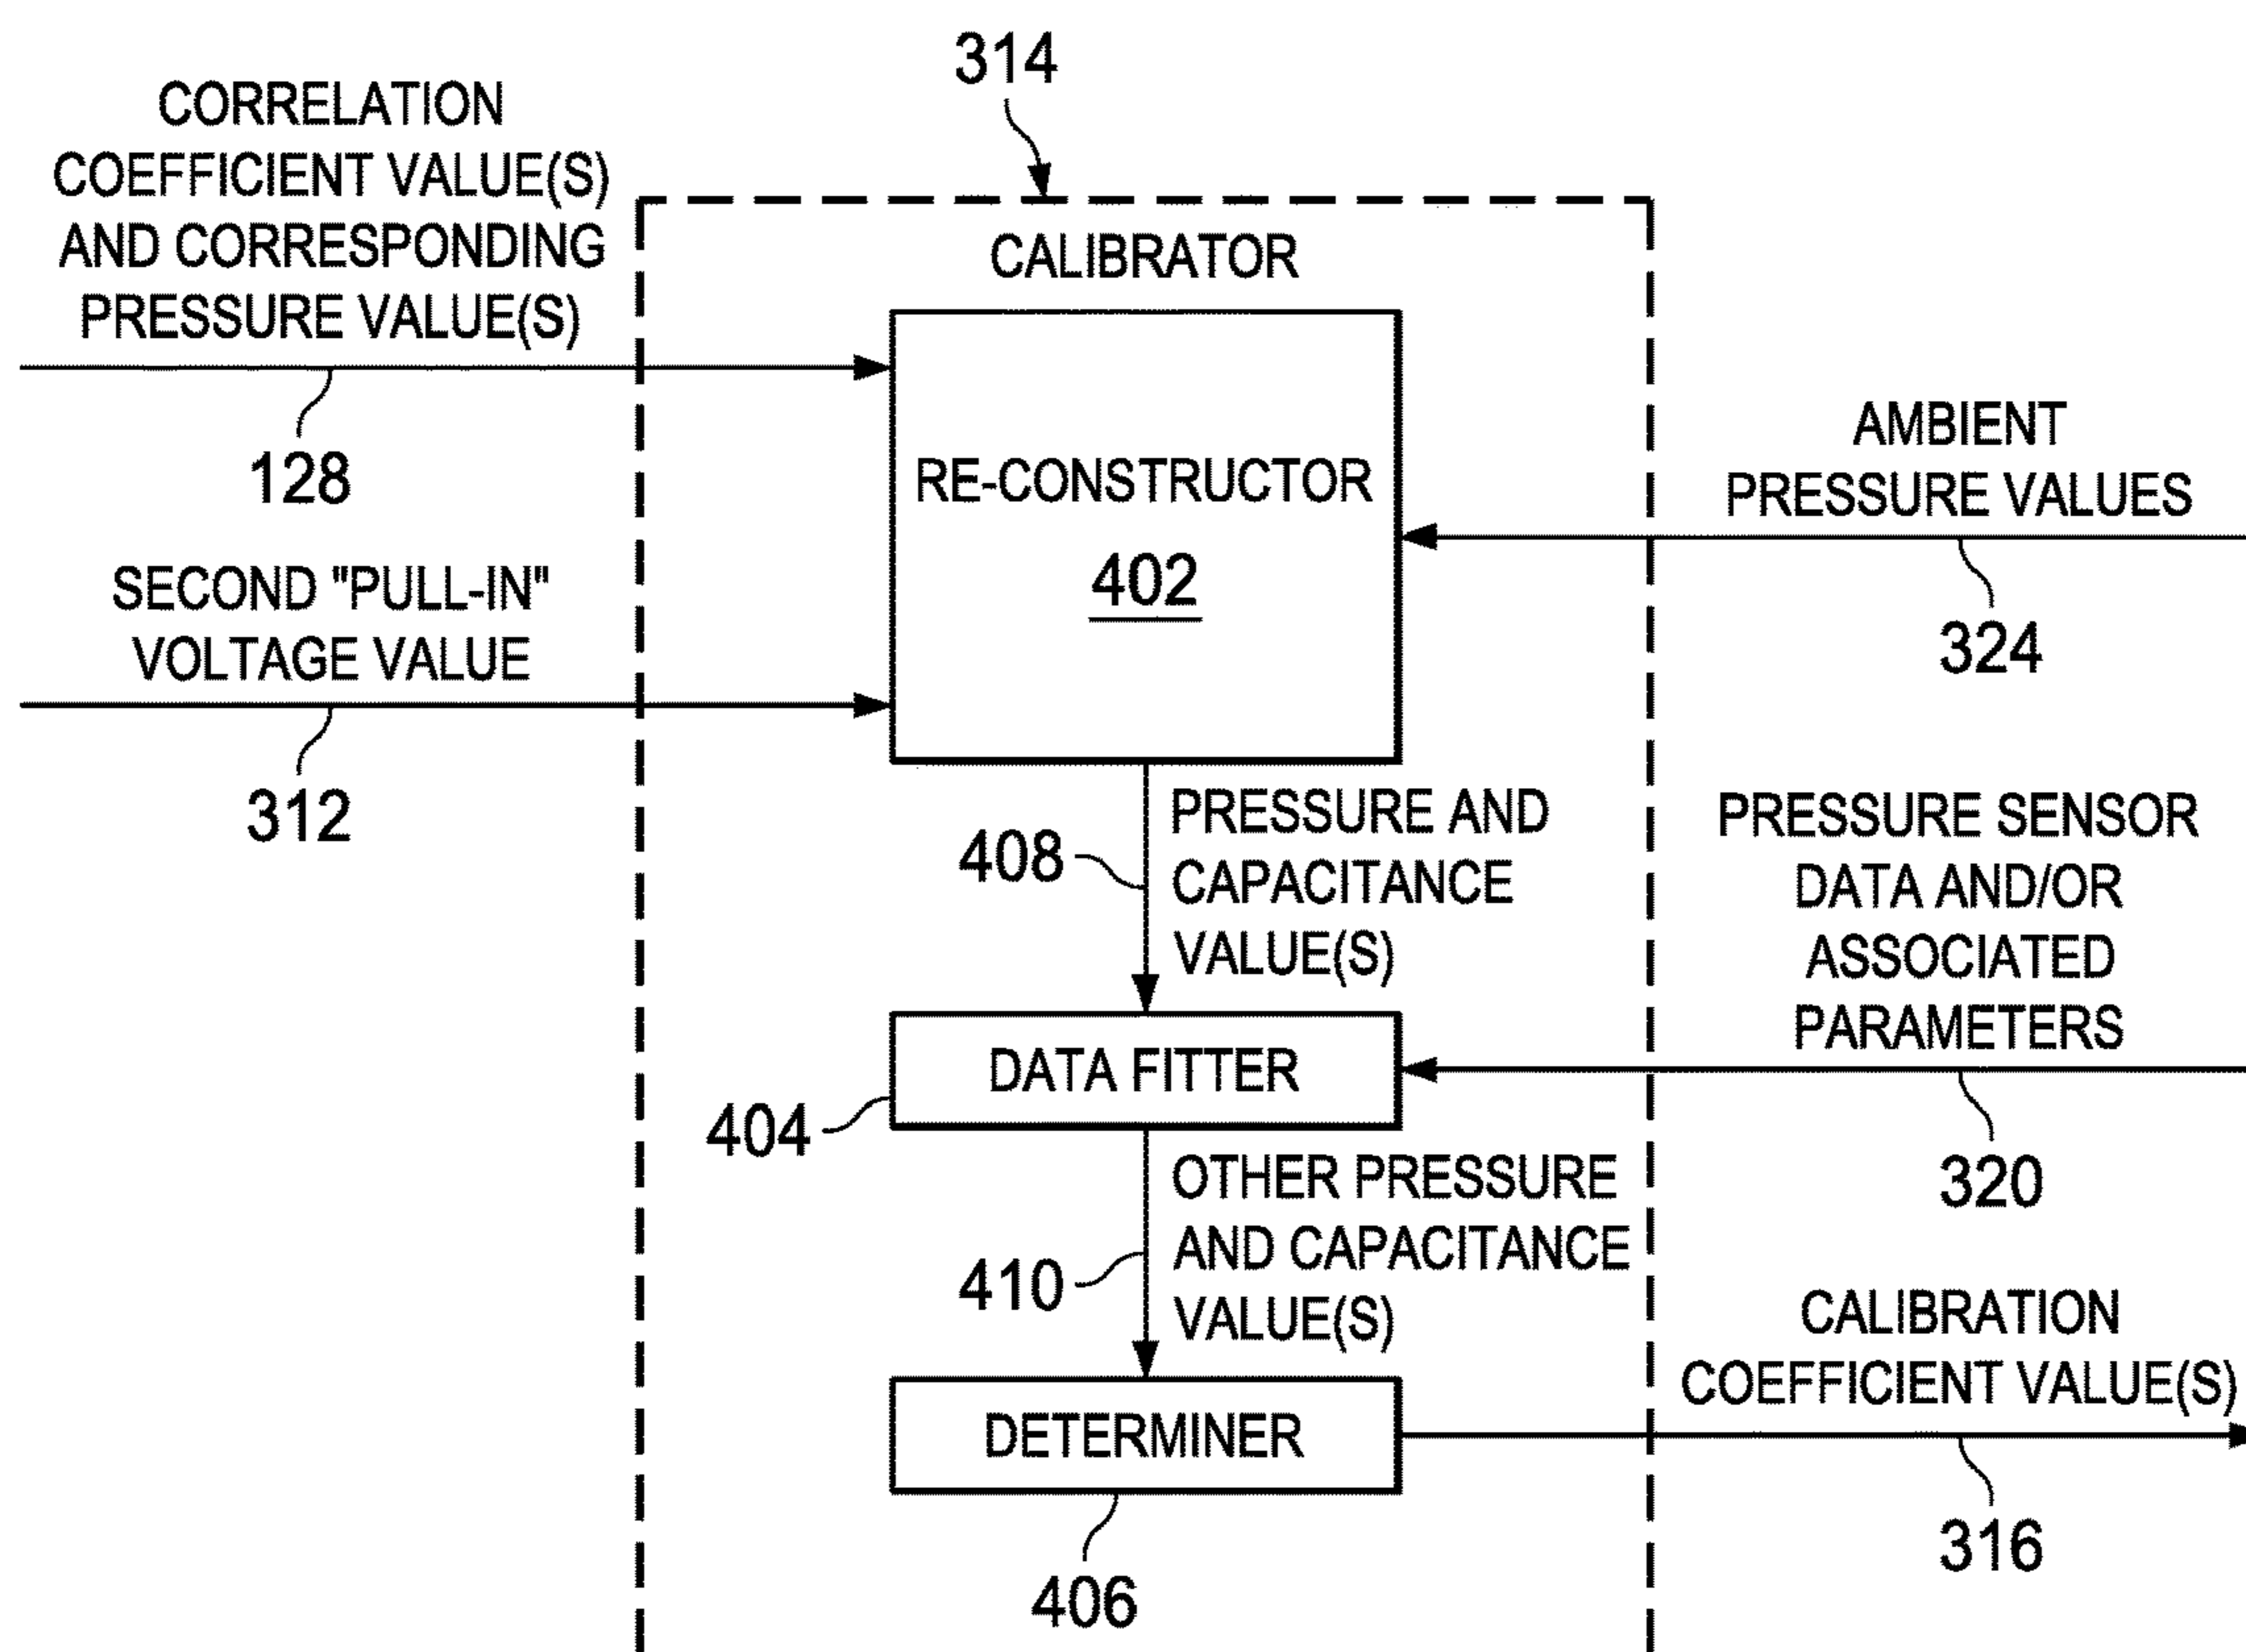 314
CORRELATION
COEFFICIENT VALUE(S)
AND CORRESPONDING
PRESSURE VALUE(S)
128
SECOND "PULL-IN"
VOLTAGE VALUE
312
CALIBRATOR
RE-CONSTRUCTOR
402
AMBIENT
PRESSURE VALUES
324
408
PRESSURE AND
CAPACITANCE
VALUE(S)
PRESSURE SENSOR
DATA AND/OR
ASSOCIATED
PARAMETERS
320
DATA FITTER
404
410
OTHER PRESSURE
AND CAPACITANCE
VALUE(S)
DETERMINER
406
CALIBRATION
COEFFICIENT VALUE(S)
316